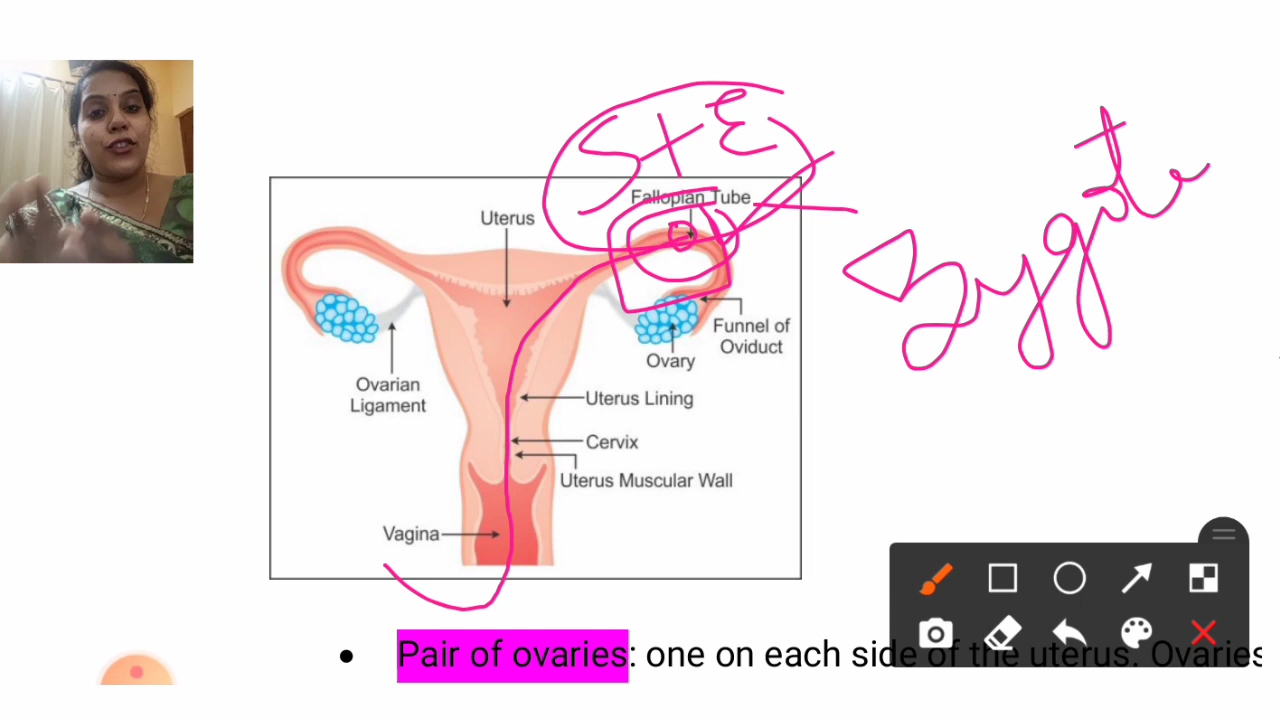 S+E
Fallopian Tube
Uterus
Zygote
Funnel of
Oviduct
Ovary
Ovarian
Ligament
Uterus Lining
Cervix
Uterus Muscular Wall
Vagina
• Pair of ovaries: one on each side of the uterus. Ovaries